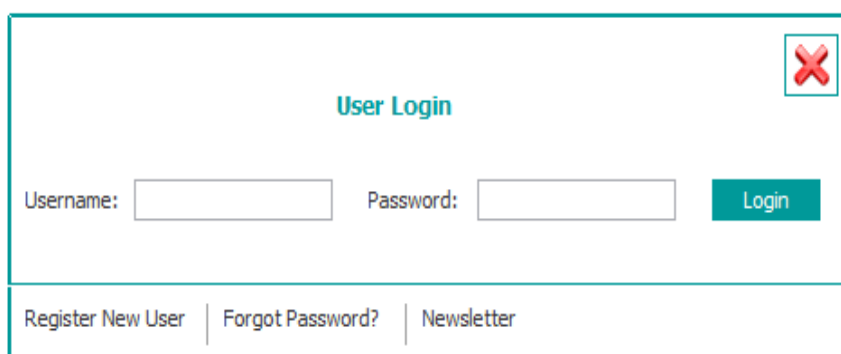 User Login
Username: Password: Login
Register New User Forgot Password? Newsletter